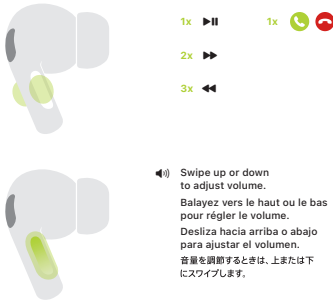 1x 1x
2x
3x
Swipe up or down
to adjust volume.
Balayez vers le haut ou le bas
pour régler le volume.
Desliza hacia arriba o abajo
para ajustar el volumen.
音量を調節するときは、上または下
にスワイプします。